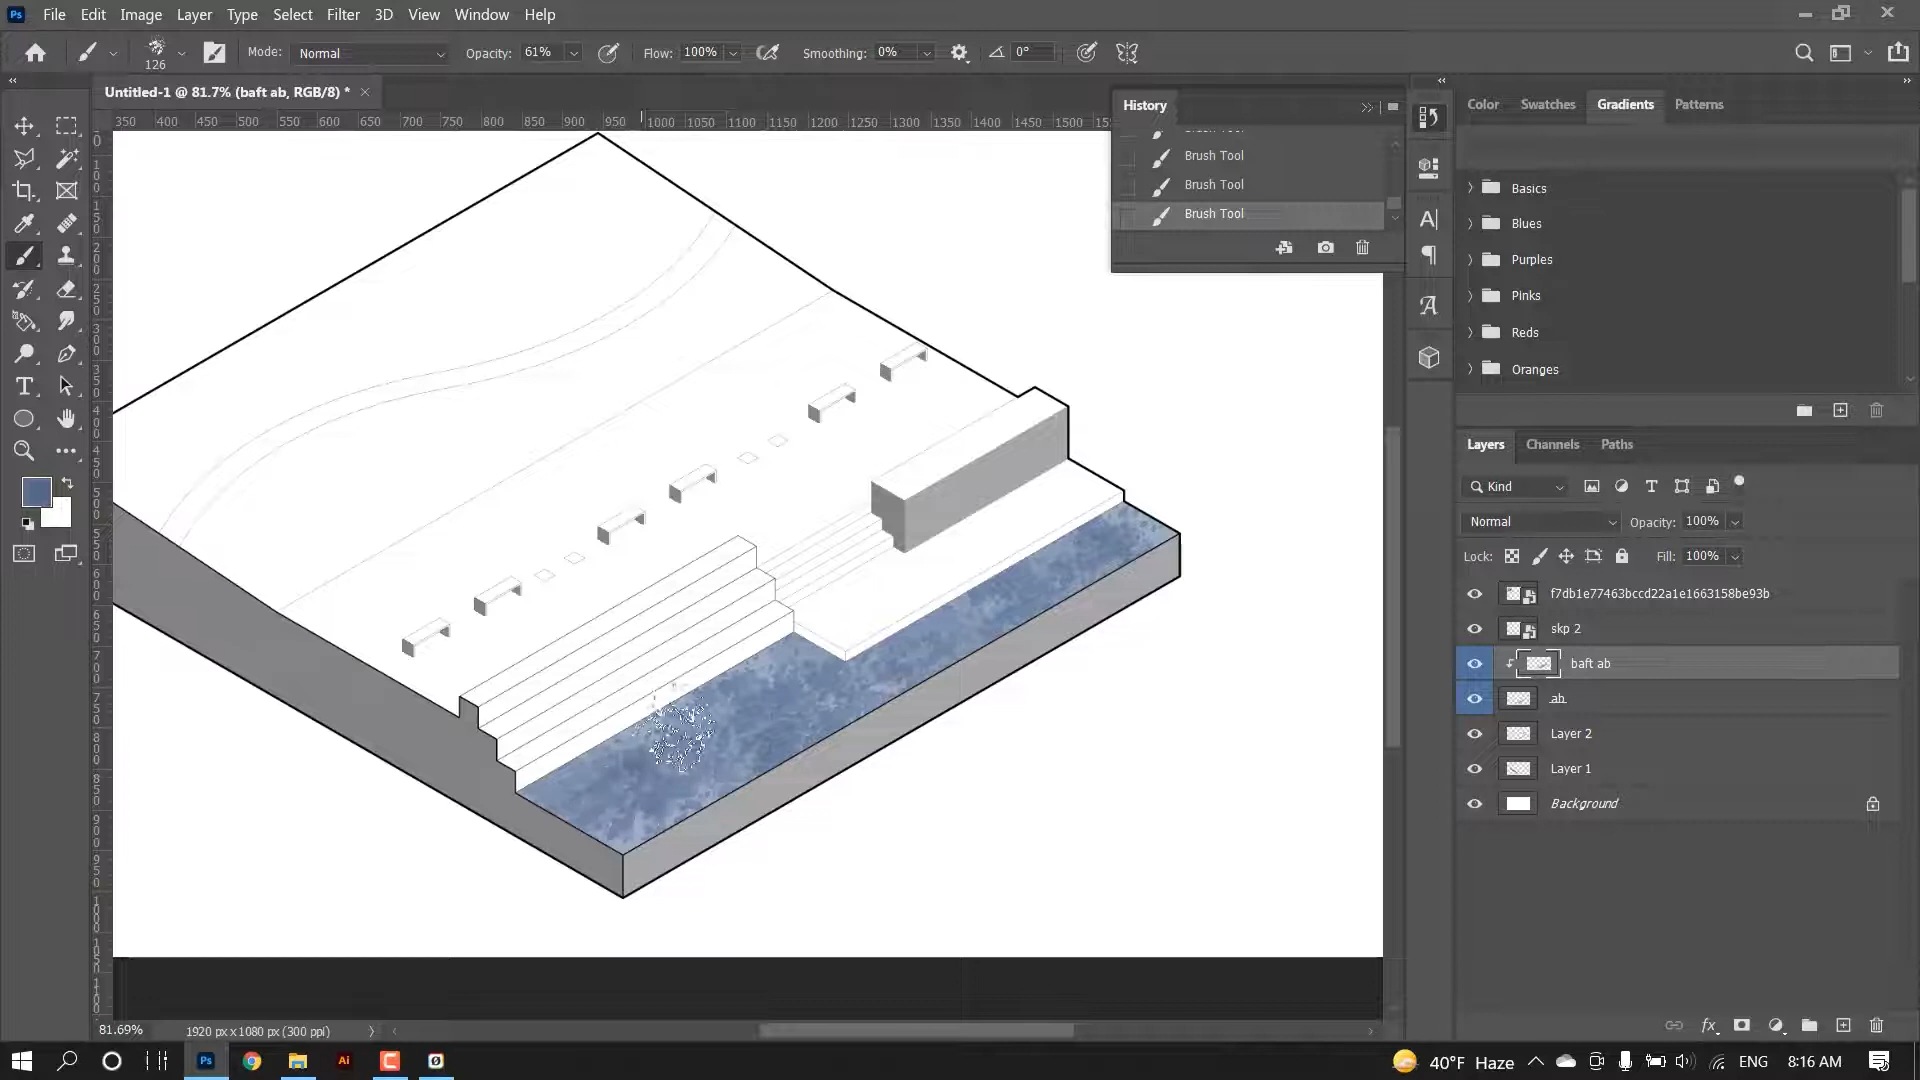 Ps File Edit Image Layer Type Select Filter 3D View Window Help
126 Mode: Normal Opacity: 61% Flow: 100% Smoothing: 0% 0°
Untitled-1 @ 81.7% (baft ab, RGB/8) * ×
350 400 450 500 550 600 650 700 750 800 850 900 950 1000 1050 1100 1150 1200 1250 1300 1350 1400 1450 1500
History
Brush Tool
Brush Tool
Brush Tool
Brush Tool
Color Swatches Gradients Patterns
Basics
Blues
Purples
Pinks
Reds
Oranges
Layers Channels Paths
Kind
Normal Opacity: 100%
Lock: Fill: 100%
f7db1e77463bccd22a1e1663158be93b
skp 2
baft ab
ab
Layer 2
Layer 1
Background
fx
81.69% 1920 px x 1080 px (300 ppi)
Ps Ai 40°F Haze ENG 8:16 AM